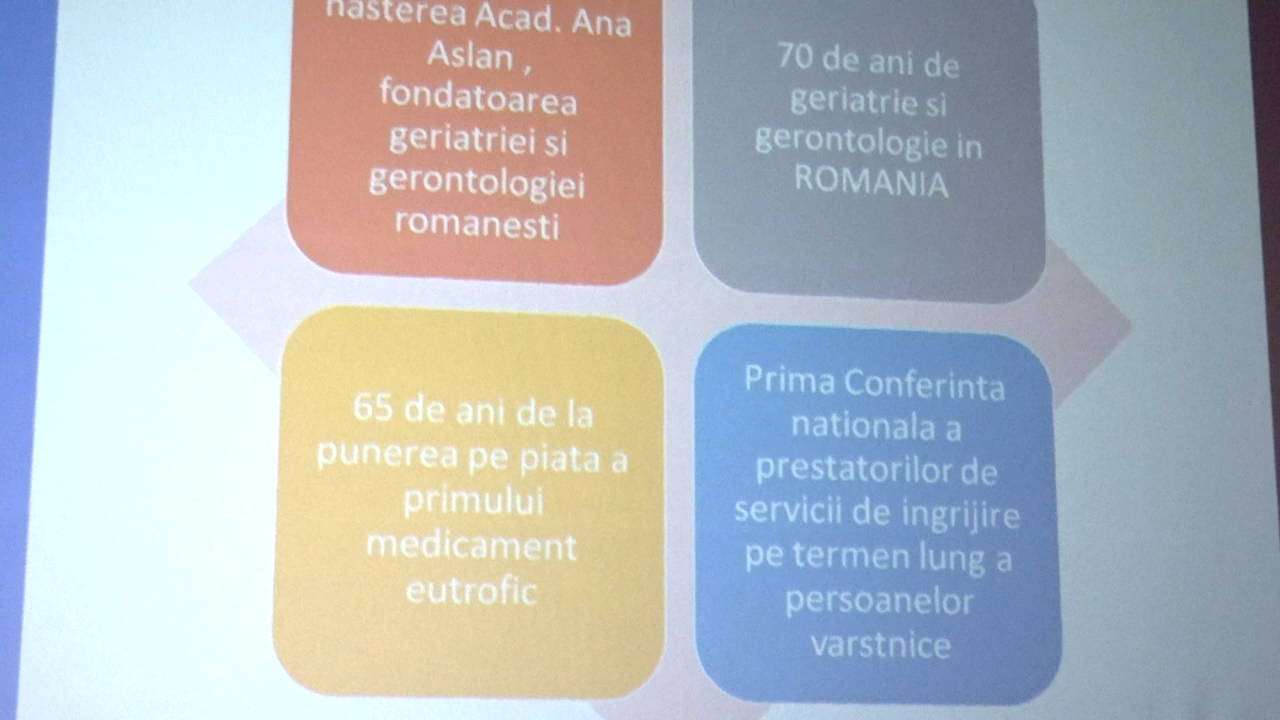 nasterea Acad. Ana
Aslan ,
fondatoarea
geriatriei si
gerontologiei
romanesti
70 de ani de
geriatrie si
gerontologie in
ROMANIA
65 de ani de la
punerea pe piata a
primului
medicament
eutrofic
Prima Conferinta
nationala a
prestatorilor de
servicii de ingrijire
pe termen lung a
persoanelor
varstnice